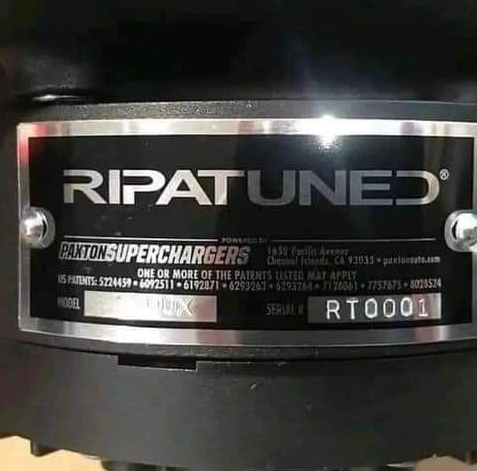 RIPATUNED®
POWERED BY
PAXTON SUPERCHARGERS
1650 Pacific Avenue
Channel Islands, CA 93033 • paxtonauto.com
ONE OR MORE OF THE PATENTS LISTED MAY APPLY
US PATENTS: 5224459 • 6092511 • 6192871 • 6293263 • 6293264 • 7128061 • 7757675 • 8028524
MODEL
SERIAL # RT0001